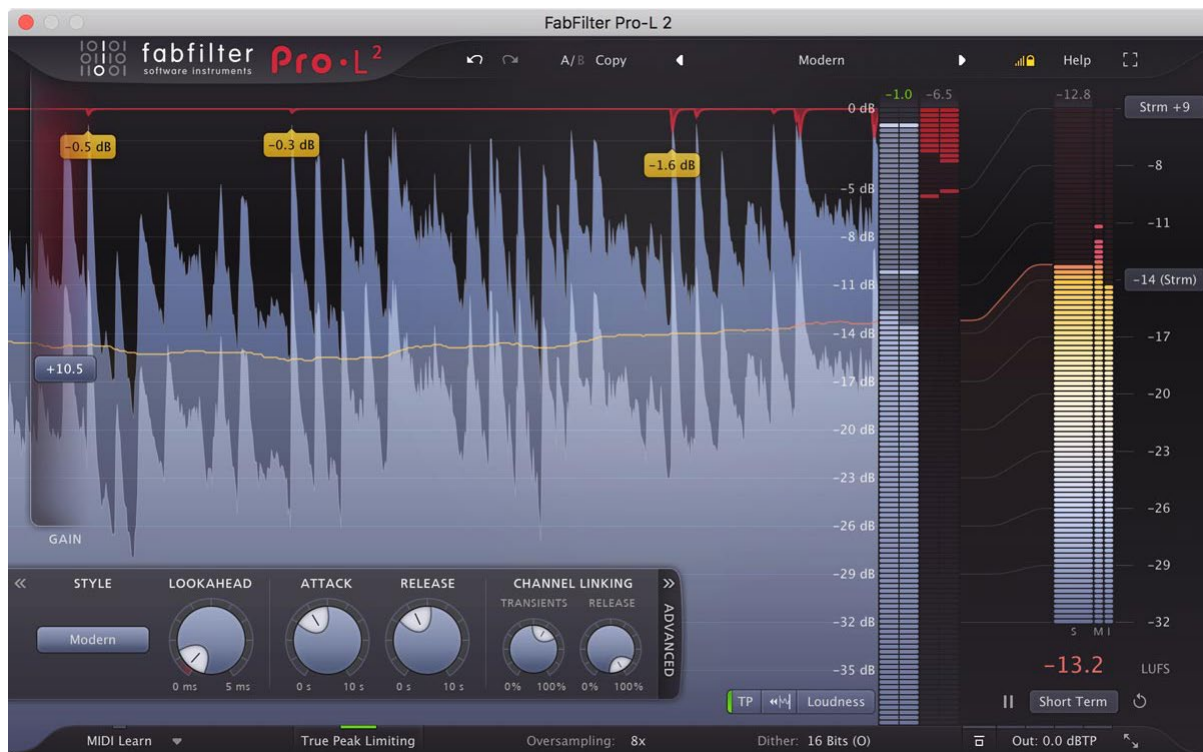 FabFilter Pro-L 2
fabfilter
software instruments
Pro·L²
A/B Copy
Modern
Help
-1.0 -6.5
-12.8
0 dB
Strm +9
-0.5 dB
-0.3 dB
-1.6 dB
-8
-5 dB
-11
-8 dB
-14 (Strm)
-11 dB
-14 dB
-17
+10.5
-17 dB
-20
-20 dB
-23
-23 dB
-26
-26 dB
GAIN
-29
-29 dB
STYLE LOOKAHEAD ATTACK RELEASE CHANNEL LINKING
TRANSIENTS RELEASE
ADVANCED
-32 dB
-32
S M I
Modern
-35 dB
-13.2 LUFS
0 ms 5 ms 0 s 10 s 0 s 10 s 0% 100% 0% 100%
TP Loudness Short Term
MIDI Learn True Peak Limiting Oversampling: 8x Dither: 16 Bits (O) Out: 0.0 dBTP